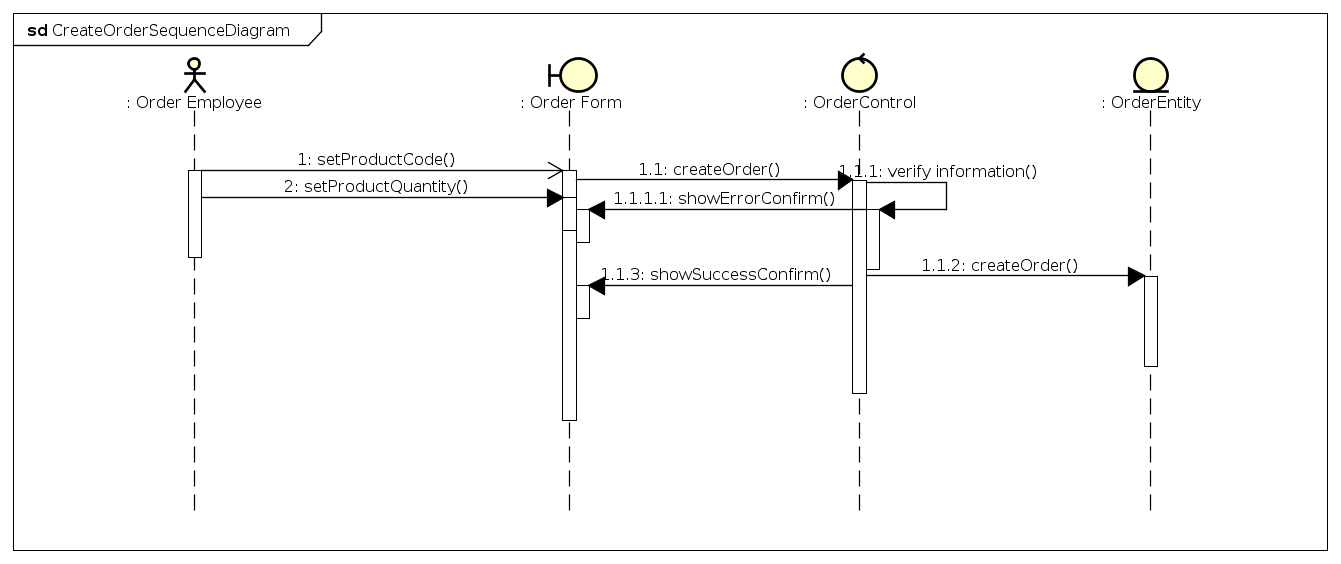 sd CreateOrderSequenceDiagram
: Order Employee
: Order Form
: OrderControl
: OrderEntity
1: setProductCode()
1.1: createOrder()
1.1.1: verify information()
2: setProductQuantity()
1.1.1.1: showErrorConfirm()
1.1.2: createOrder()
1.1.3: showSuccessConfirm()